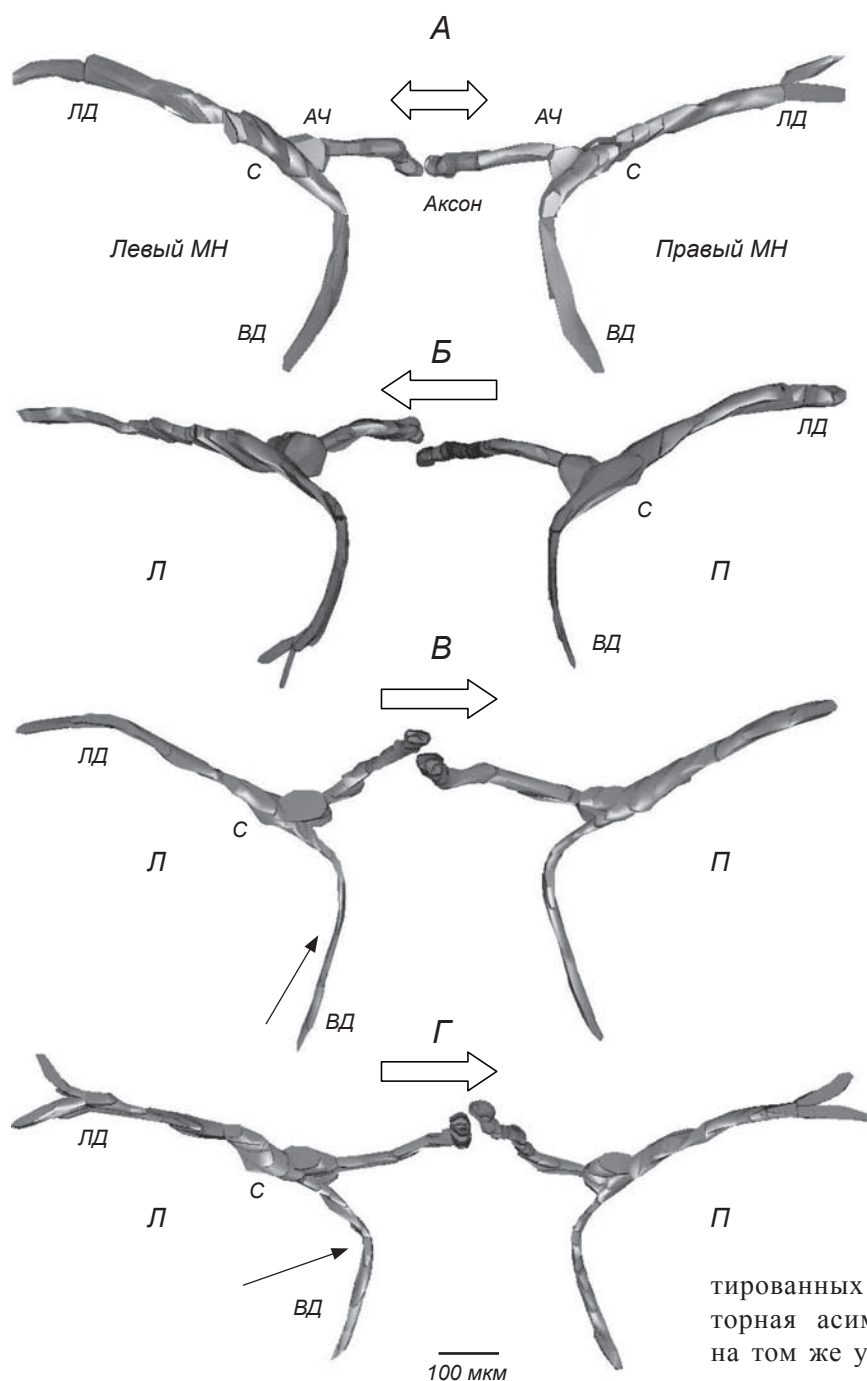 А
ЛД
АЧ
АЧ
ЛД
С
С
Аксон
Левый МН
Правый МН
ВД
ВД
Б
ЛД
С
Л
П
ВД
В
ЛД
С
Л
П
ВД
Г
ЛД
С
Л
П
ВД
100 мкм
тированных
торная асим
на том же у